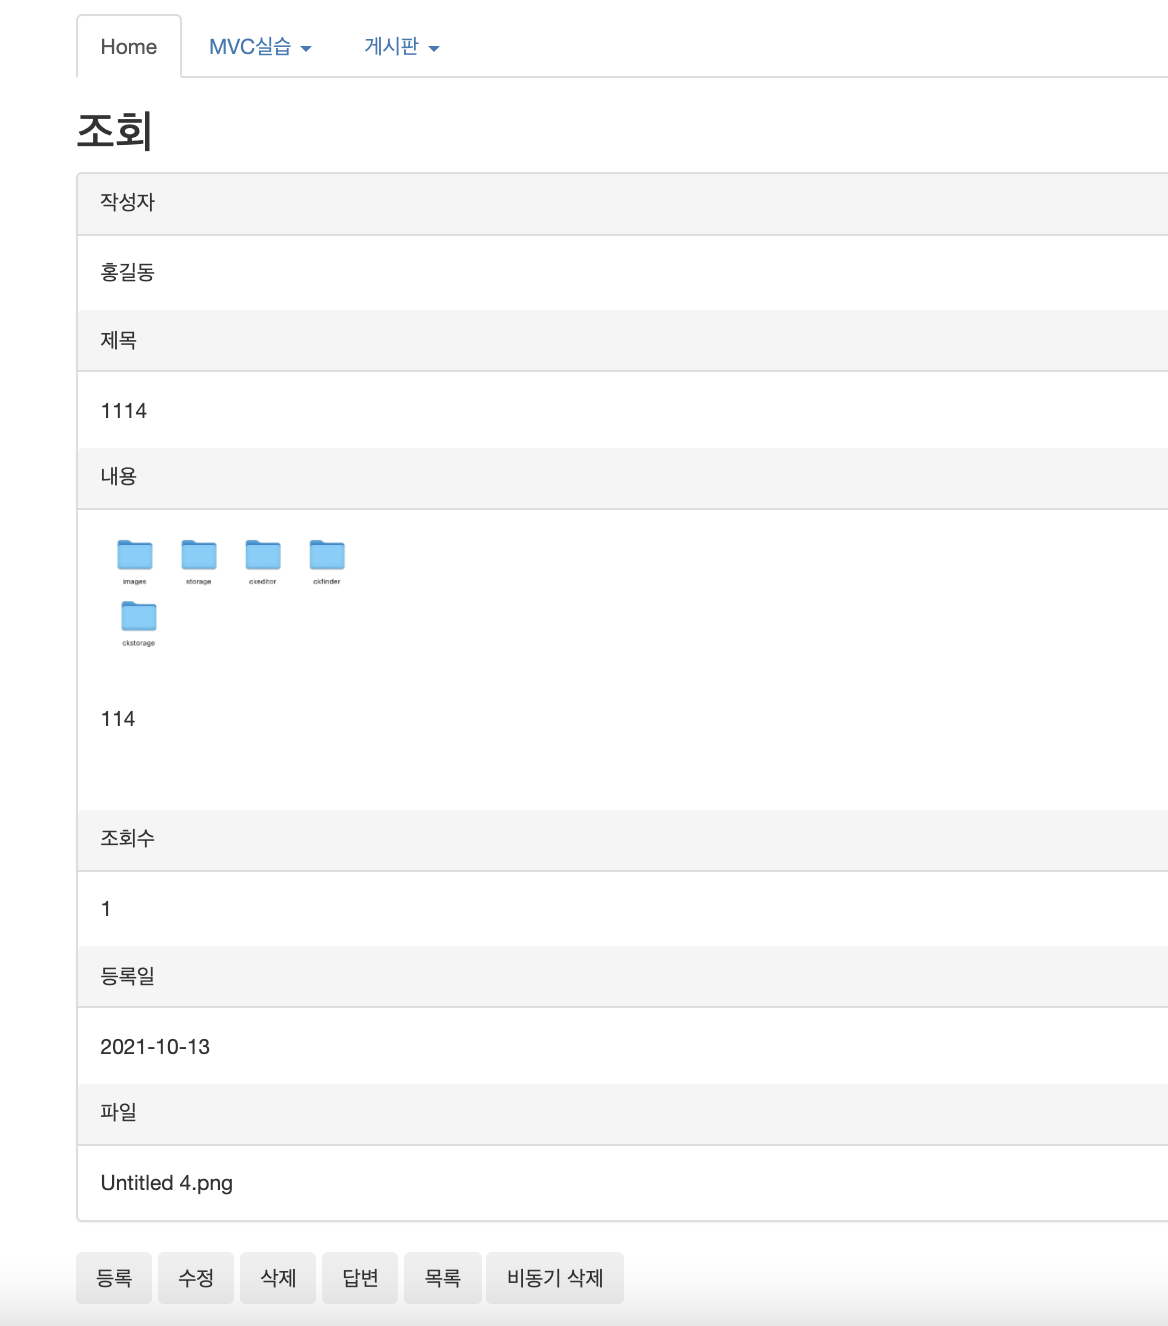 Home MVC실습 게시판
조회
작성자
홍길동
제목
1114
내용
images storage ckeditor ckfinder
ckstorage
114
조회수
1
등록일
2021-10-13
파일
Untitled 4.png
등록 수정 삭제 답변 목록 비동기 삭제